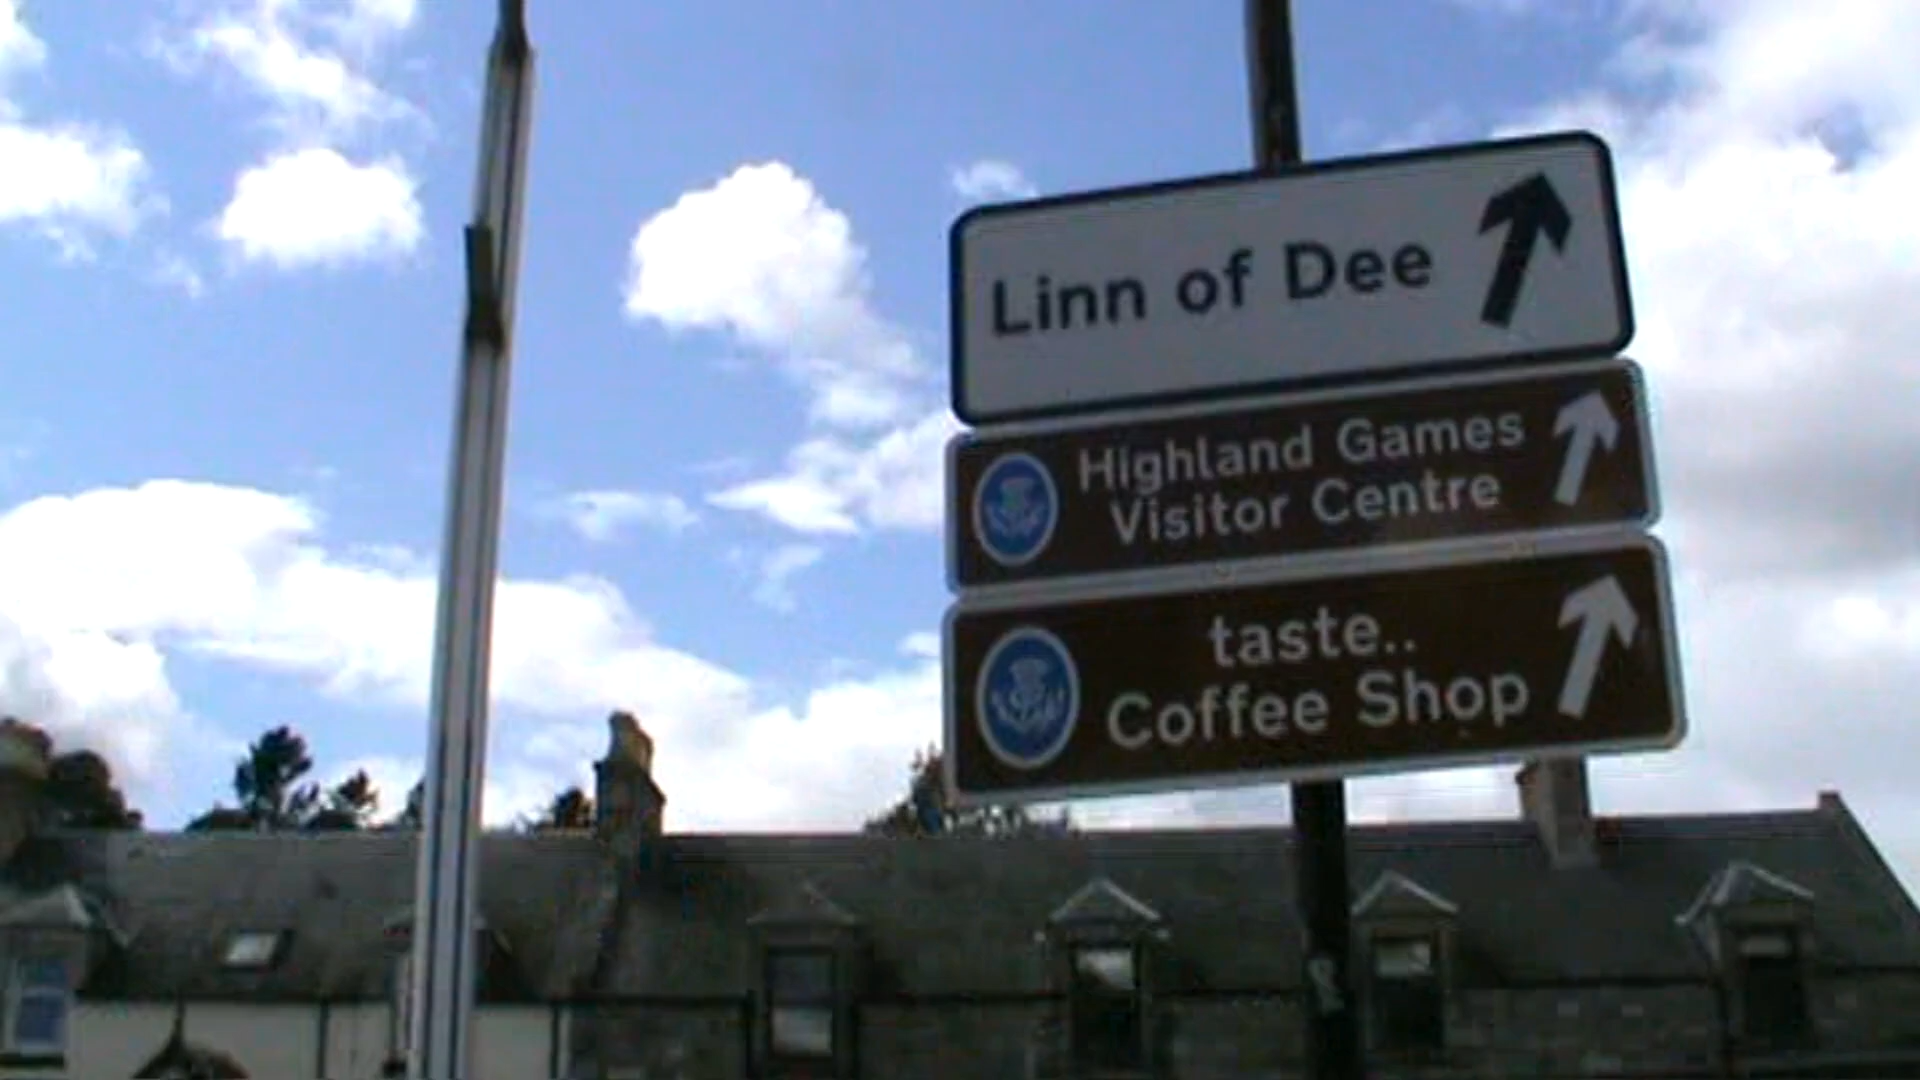 Linn of Dee
Highland Games
Visitor Centre
taste..
Coffee Shop